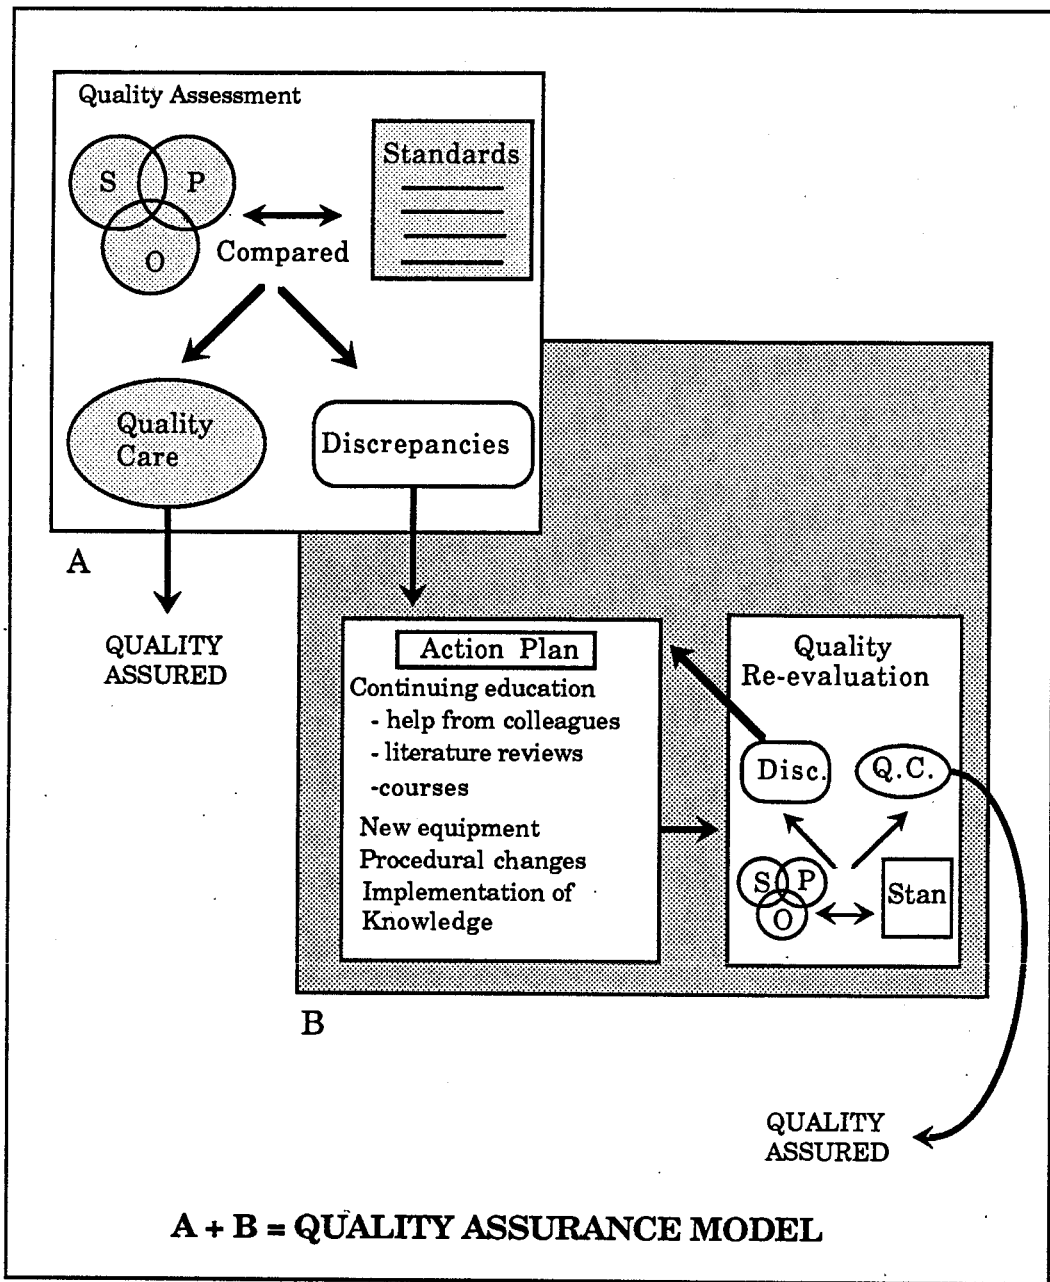 Quality Assessment
S
P
O
Compared
Standards
Quality
Care
Discrepancies
A
QUALITY
ASSURED
Action Plan
Continuing education
- help from colleagues
- literature reviews
-courses
New equipment
Procedural changes
Implementation of
Knowledge
Quality
Re-evaluation
Disc.
Q.C.
S
P
O
Stan
B
QUALITY
ASSURED
A + B = QUALITY ASSURANCE MODEL